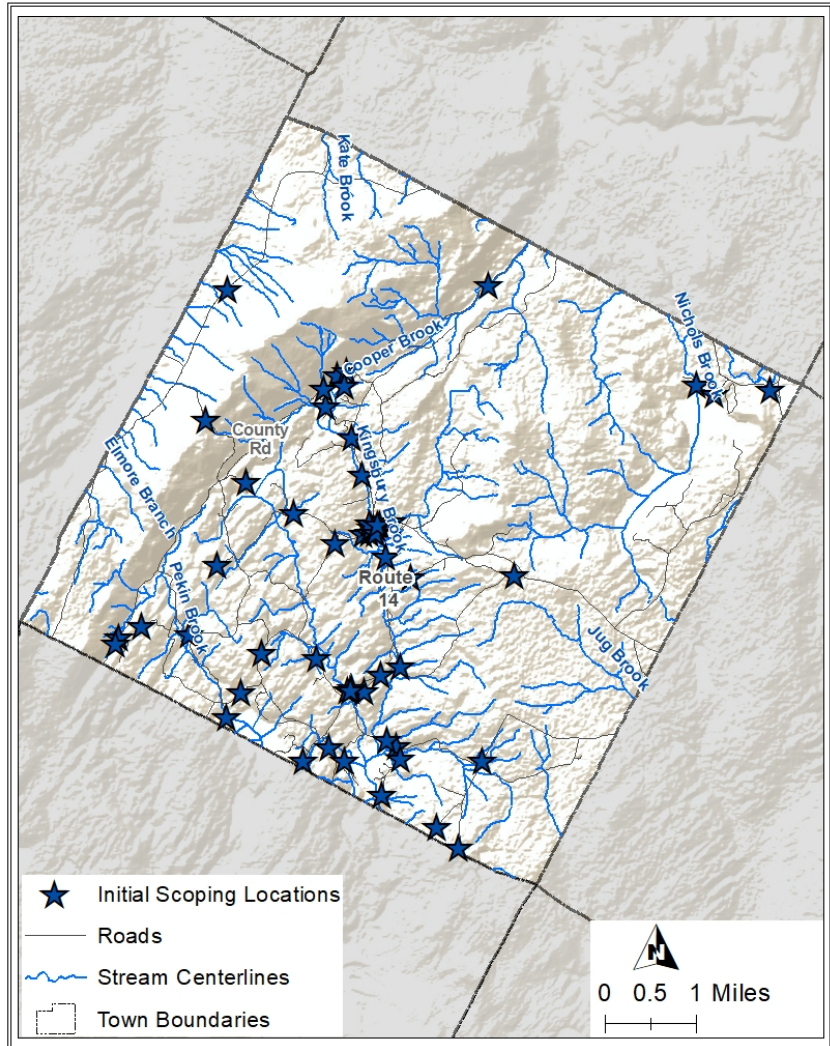 Kate Brook
Cooper Brook
Nichols Brook
County
Rd
Kingsbury Brook
Elmore Branch
Pekin Brook
Route
14
Jug Brook
Initial Scoping Locations
Roads
Stream Centerlines
Town Boundaries
N
0 0.5 1 Miles